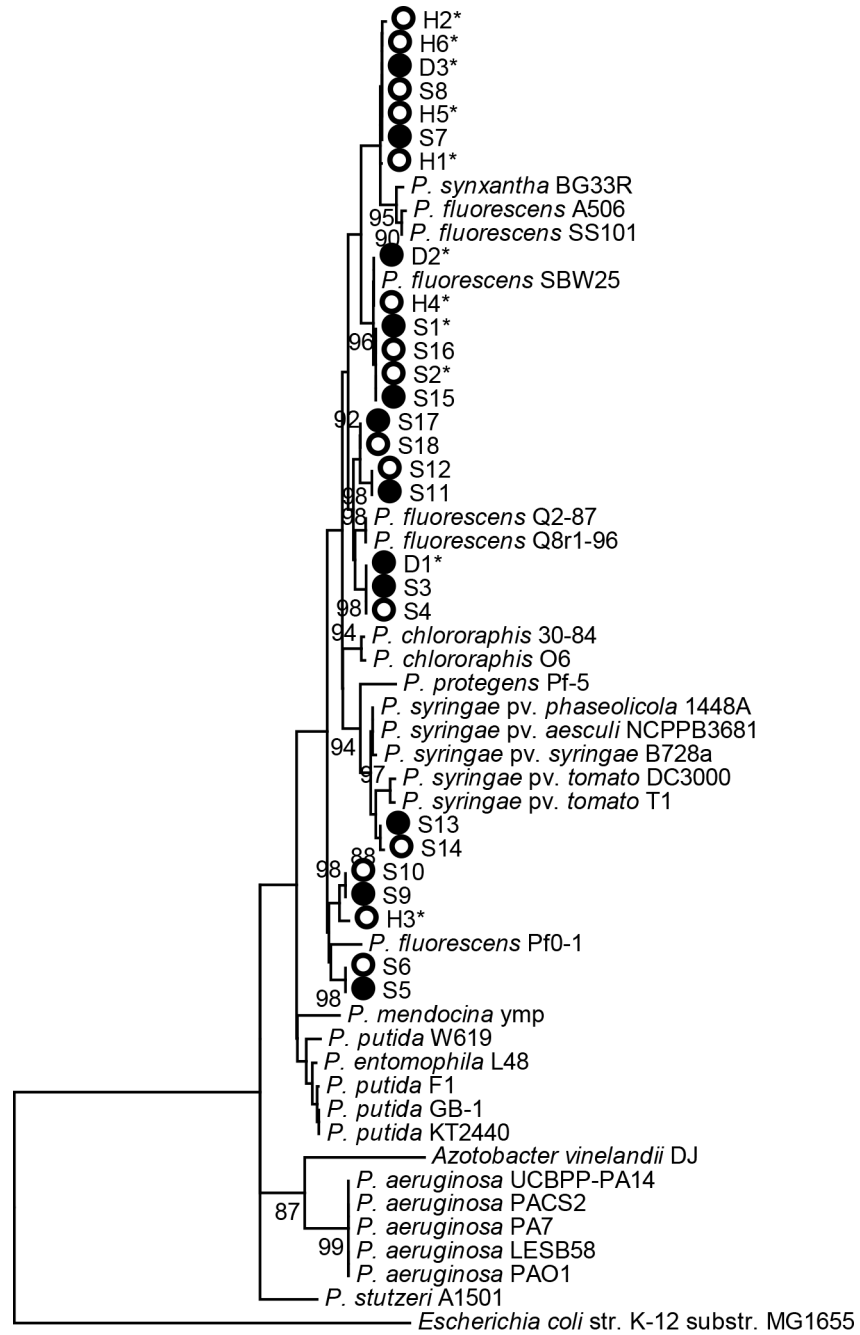 H2*
H6*
D3*
S8
H5*
S7
H1*
P. synxantha BG33R
P. fluorescens A506
95
P. fluorescens SS101
90
D2*
P. fluorescens SBW25
H4*
S1*
96
S16
S2*
S15
92
S17
S18
S12
98
S11
98
P. fluorescens Q2-87
P. fluorescens Q8r1-96
D1*
S3
98
S4
94
P. chlororaphis 30-84
P. chlororaphis O6
P. protegens Pf-5
P. syringae pv. phaseolicola 1448A
P. syringae pv. aesculi NCPPB3681
94
P. syringae pv. syringae B728a
97
P. syringae pv. tomato DC3000
P. syringae pv. tomato T1
S13
S14
88
98
S10
S9
H3*
P. fluorescens Pf0-1
S6
98
S5
P. mendocina ymp
P. putida W619
P. entomophila L48
P. putida F1
P. putida GB-1
P. putida KT2440
Azotobacter vinelandii DJ
P. aeruginosa UCBPP-PA14
87
P. aeruginosa PACS2
P. aeruginosa PA7
99
P. aeruginosa LESB58
P. aeruginosa PAO1
P. stutzeri A1501
Escherichia coli str. K-12 substr. MG1655